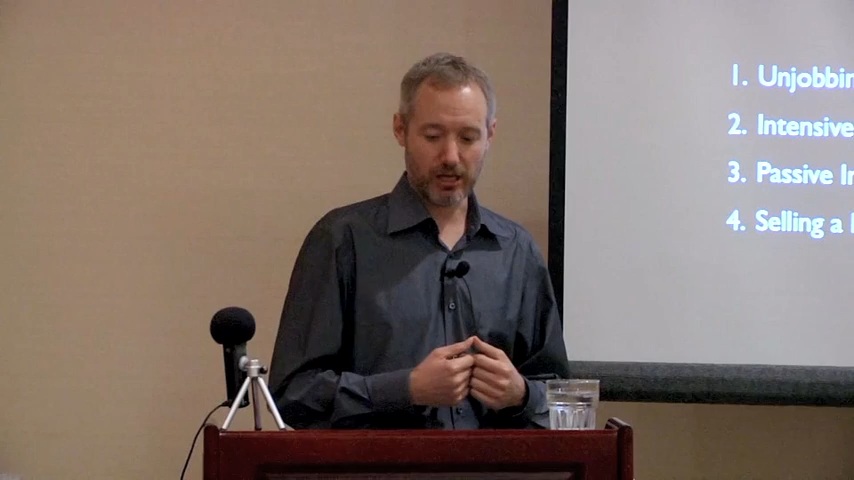 1. Unjobbin
2. Intensive
3. Passive In
4. Selling a